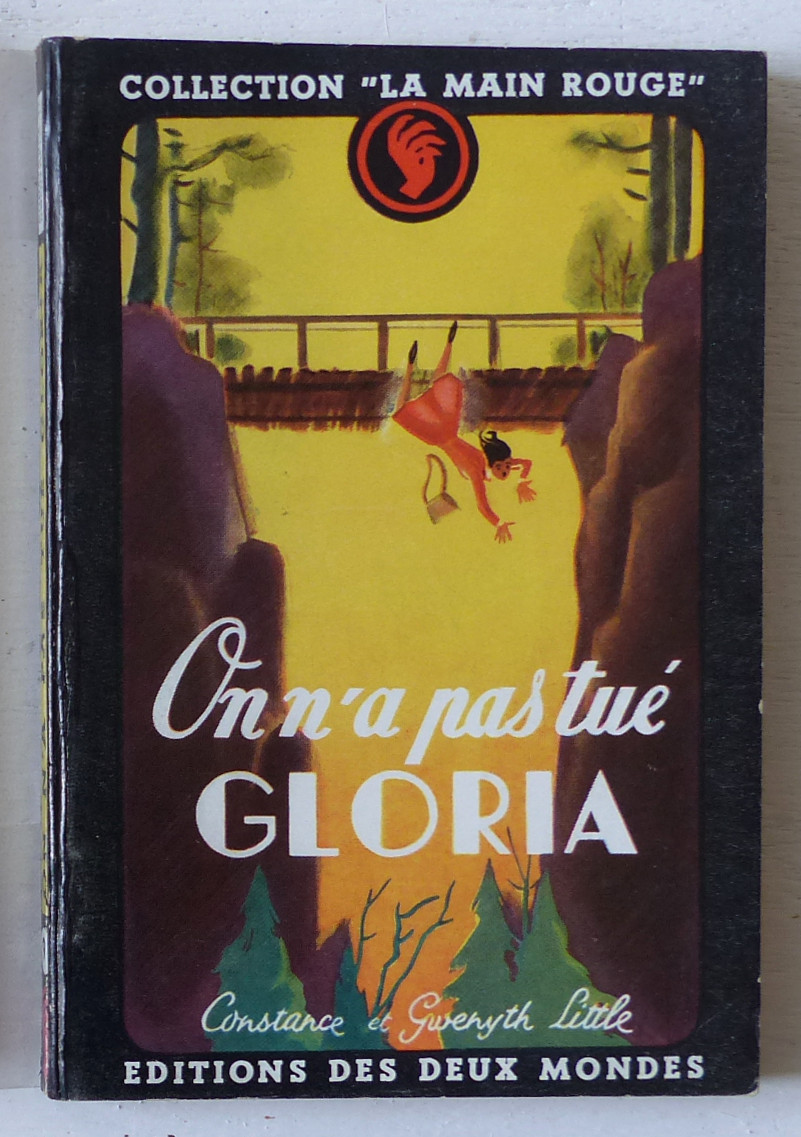 COLLECTION "LA MAIN ROUGE"
On n'a pas tué
GLORIA
Constance et Gwenyth Little
EDITIONS DES DEUX MONDES